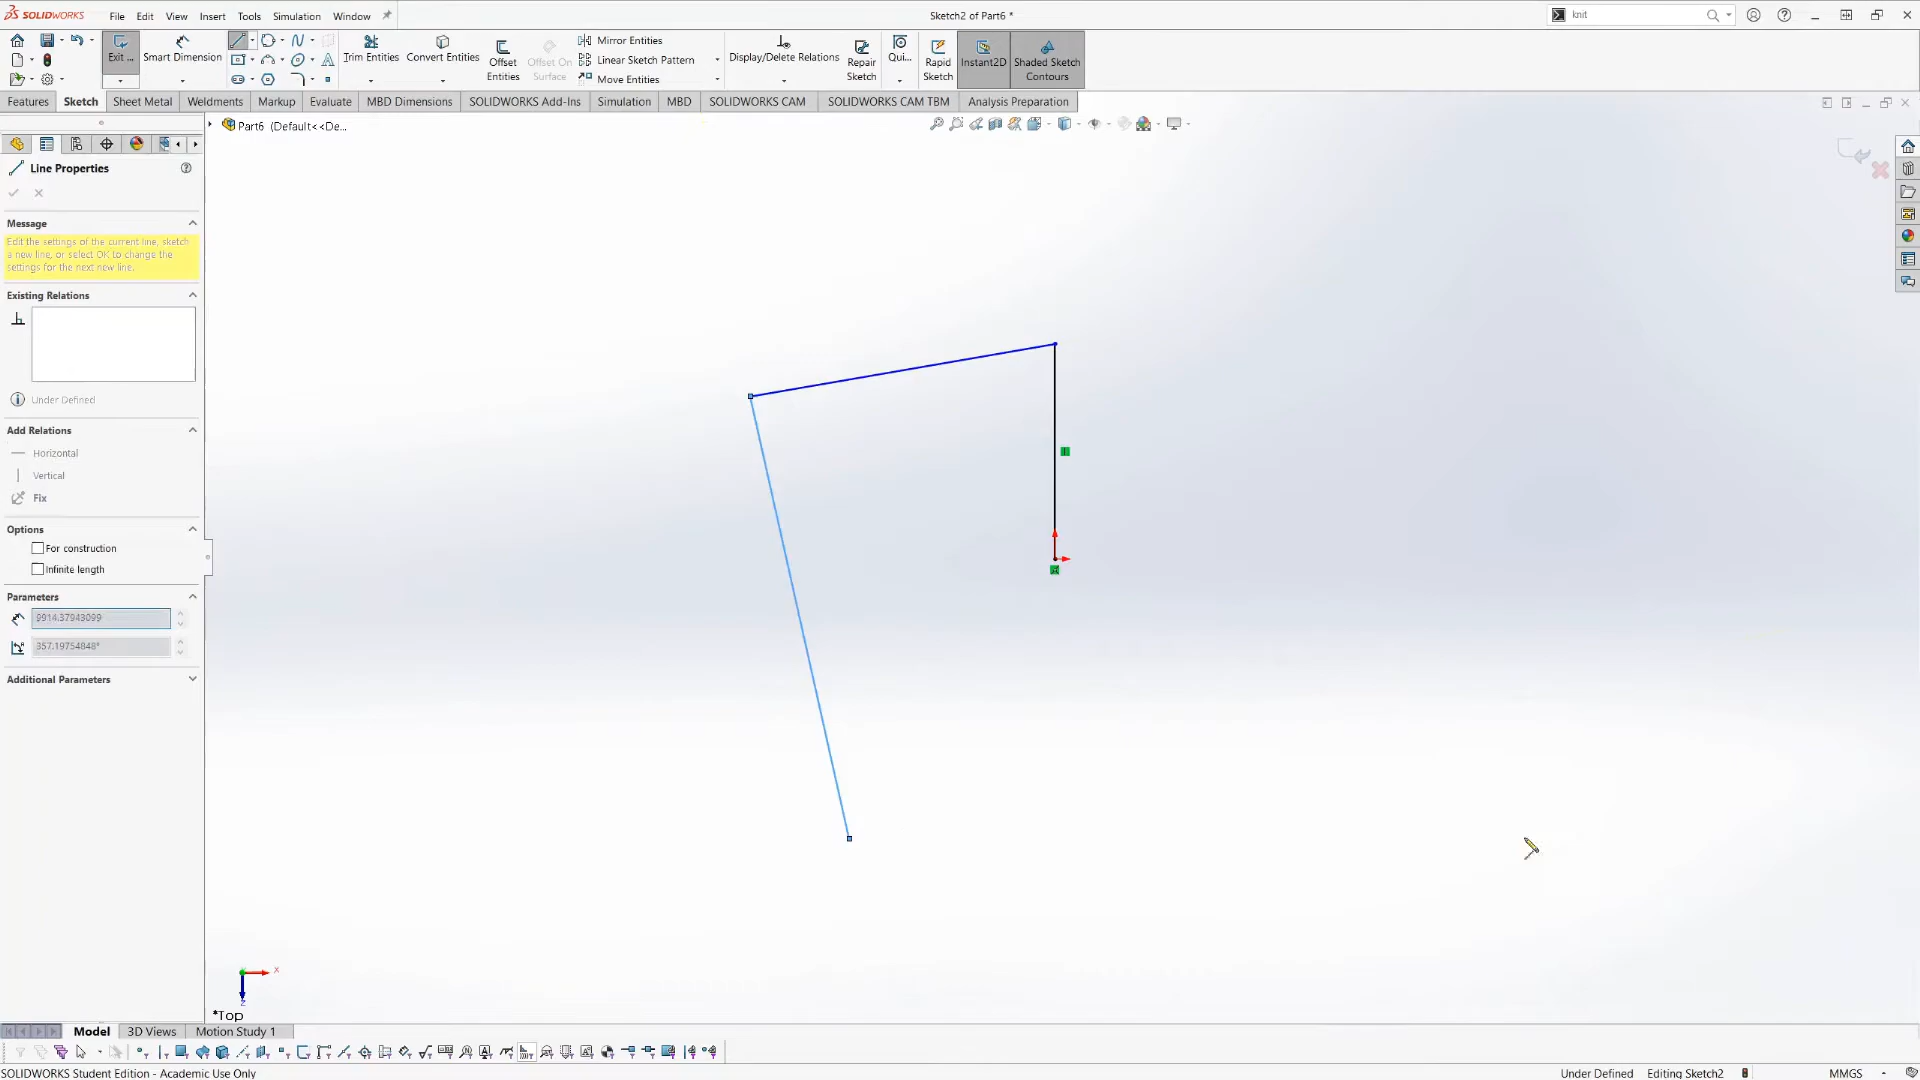 SOLIDWORKS File Edit View Insert Tools Simulation Window
Sketch2 of Part6 *
knit
Exit ... Smart Dimension
Trim Entities Convert Entities Offset Entities Offset On Surface
Mirror Entities
Linear Sketch Pattern
Move Entities
Display/Delete Relations Repair Sketch Qui... Rapid Sketch Instant2D Shaded Sketch Contours
Features Sketch Sheet Metal Weldments Markup Evaluate MBD Dimensions SOLIDWORKS Add-Ins Simulation MBD SOLIDWORKS CAM SOLIDWORKS CAM TBM Analysis Preparation
Part6 (Default<<De...
Line Properties
Message
Edit the settings of the current line, sketch
a new line, or select OK to change the
settings for the next new line.
Existing Relations
Under Defined
Add Relations
Horizontal
Vertical
Fix
Options
For construction
Infinite length
Parameters
9914.37943099
357.19754848°
Additional Parameters
X
Z
*Top
Model 3D Views Motion Study 1
SOLIDWORKS Student Edition - Academic Use Only
Under Defined Editing Sketch2 MMGS